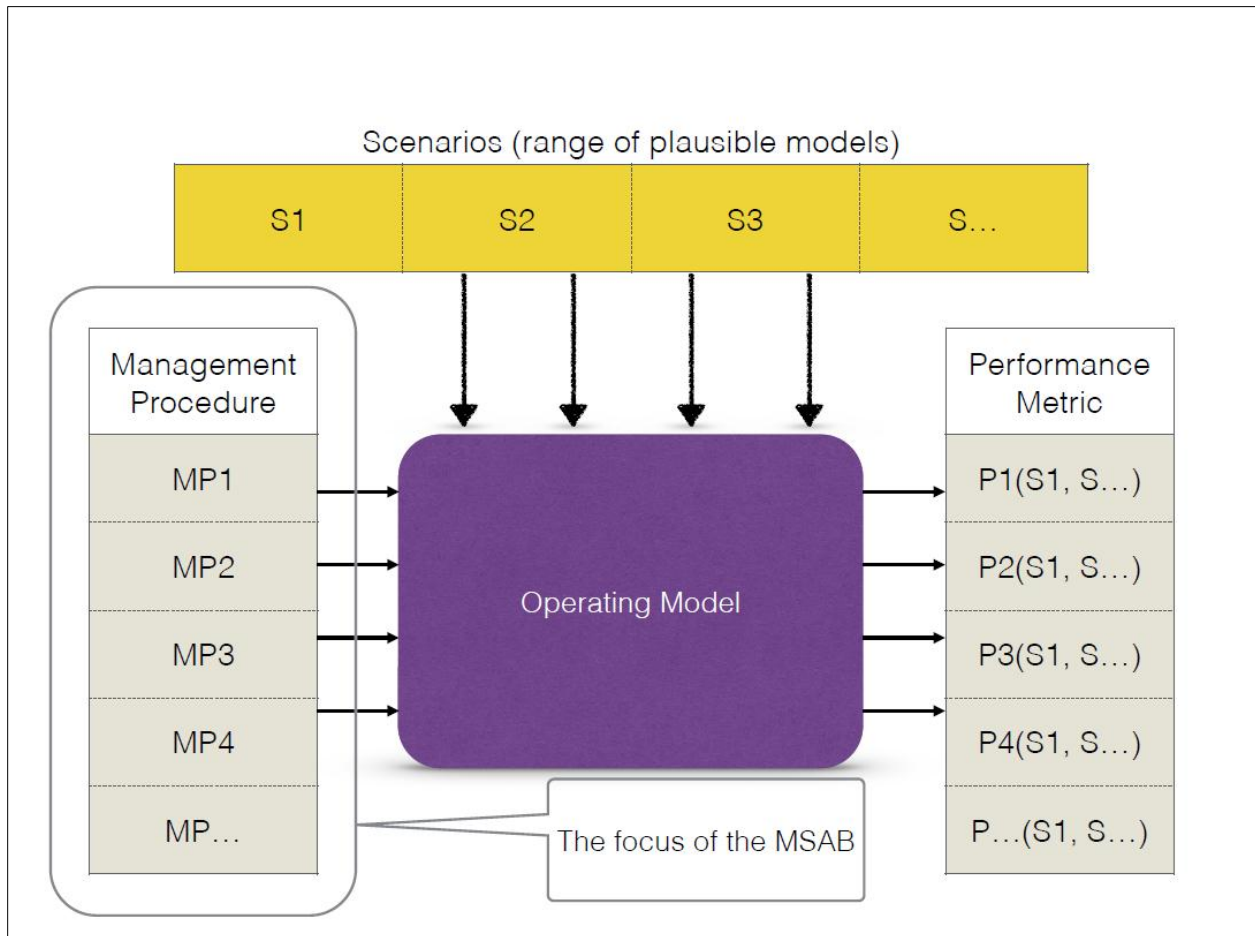 Scenarios (range of plausible models)
S1
S2
S3
S...
Management
Procedure
MP1
MP2
MP3
MP4
MP...
Operating Model
The focus of the MSAB
Performance
Metric
P1(S1, S...)
P2(S1, S...)
P3(S1, S...)
P4(S1, S...)
P...(S1, S...)